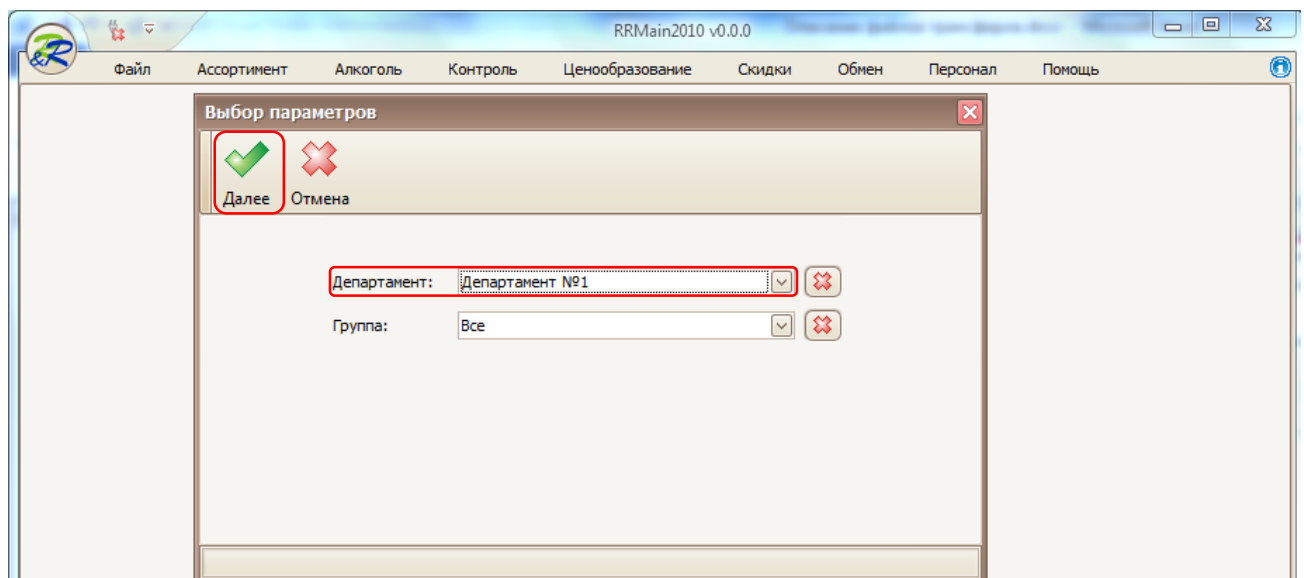 RRMain2010 v0.0.0
&R
Файл Ассортимент Алкоголь Контроль Ценообразование Скидки Обмен Персонал Помощь
Выбор параметров
Далее Отмена
Департамент: Департамент №1
Группа: Все